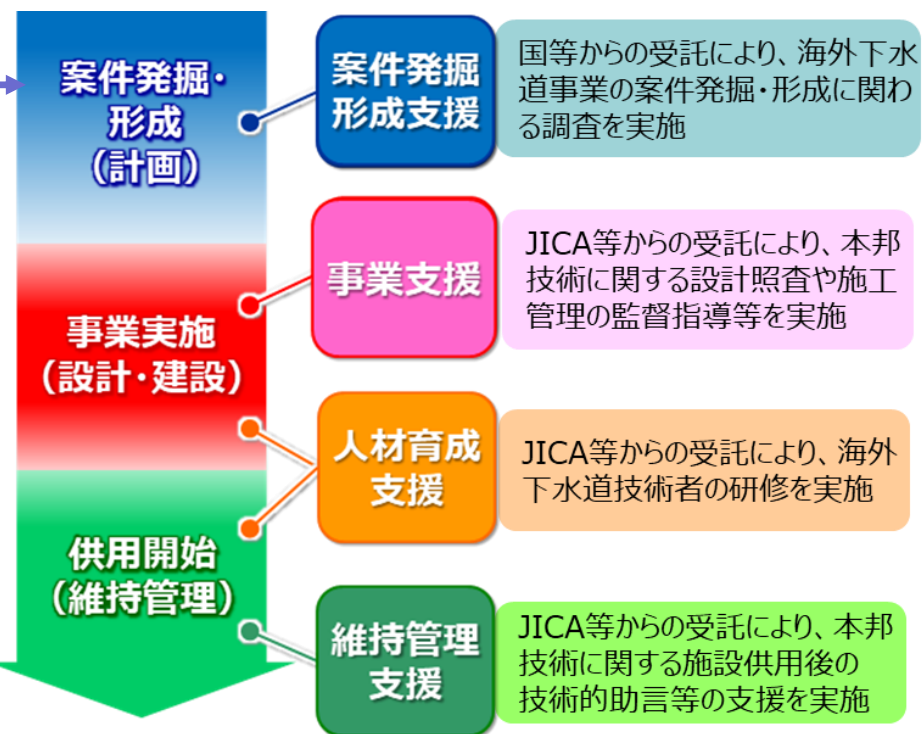 案件発掘・
形成
（計画）
案件発掘
形成支援
国等からの受託により、海外下水
道事業の案件発掘・形成に関わ
る調査を実施
事業支援
JICA等からの受託により、本邦
技術に関する設計照査や施工
管理の監督指導等を実施
事業実施
（設計・建設）
人材育成
支援
JICA等からの受託により、海外
下水道技術者の研修を実施
供用開始
（維持管理）
維持管理
支援
JICA等からの受託により、本邦
技術に関する施設供用後の
技術的助言等の支援を実施